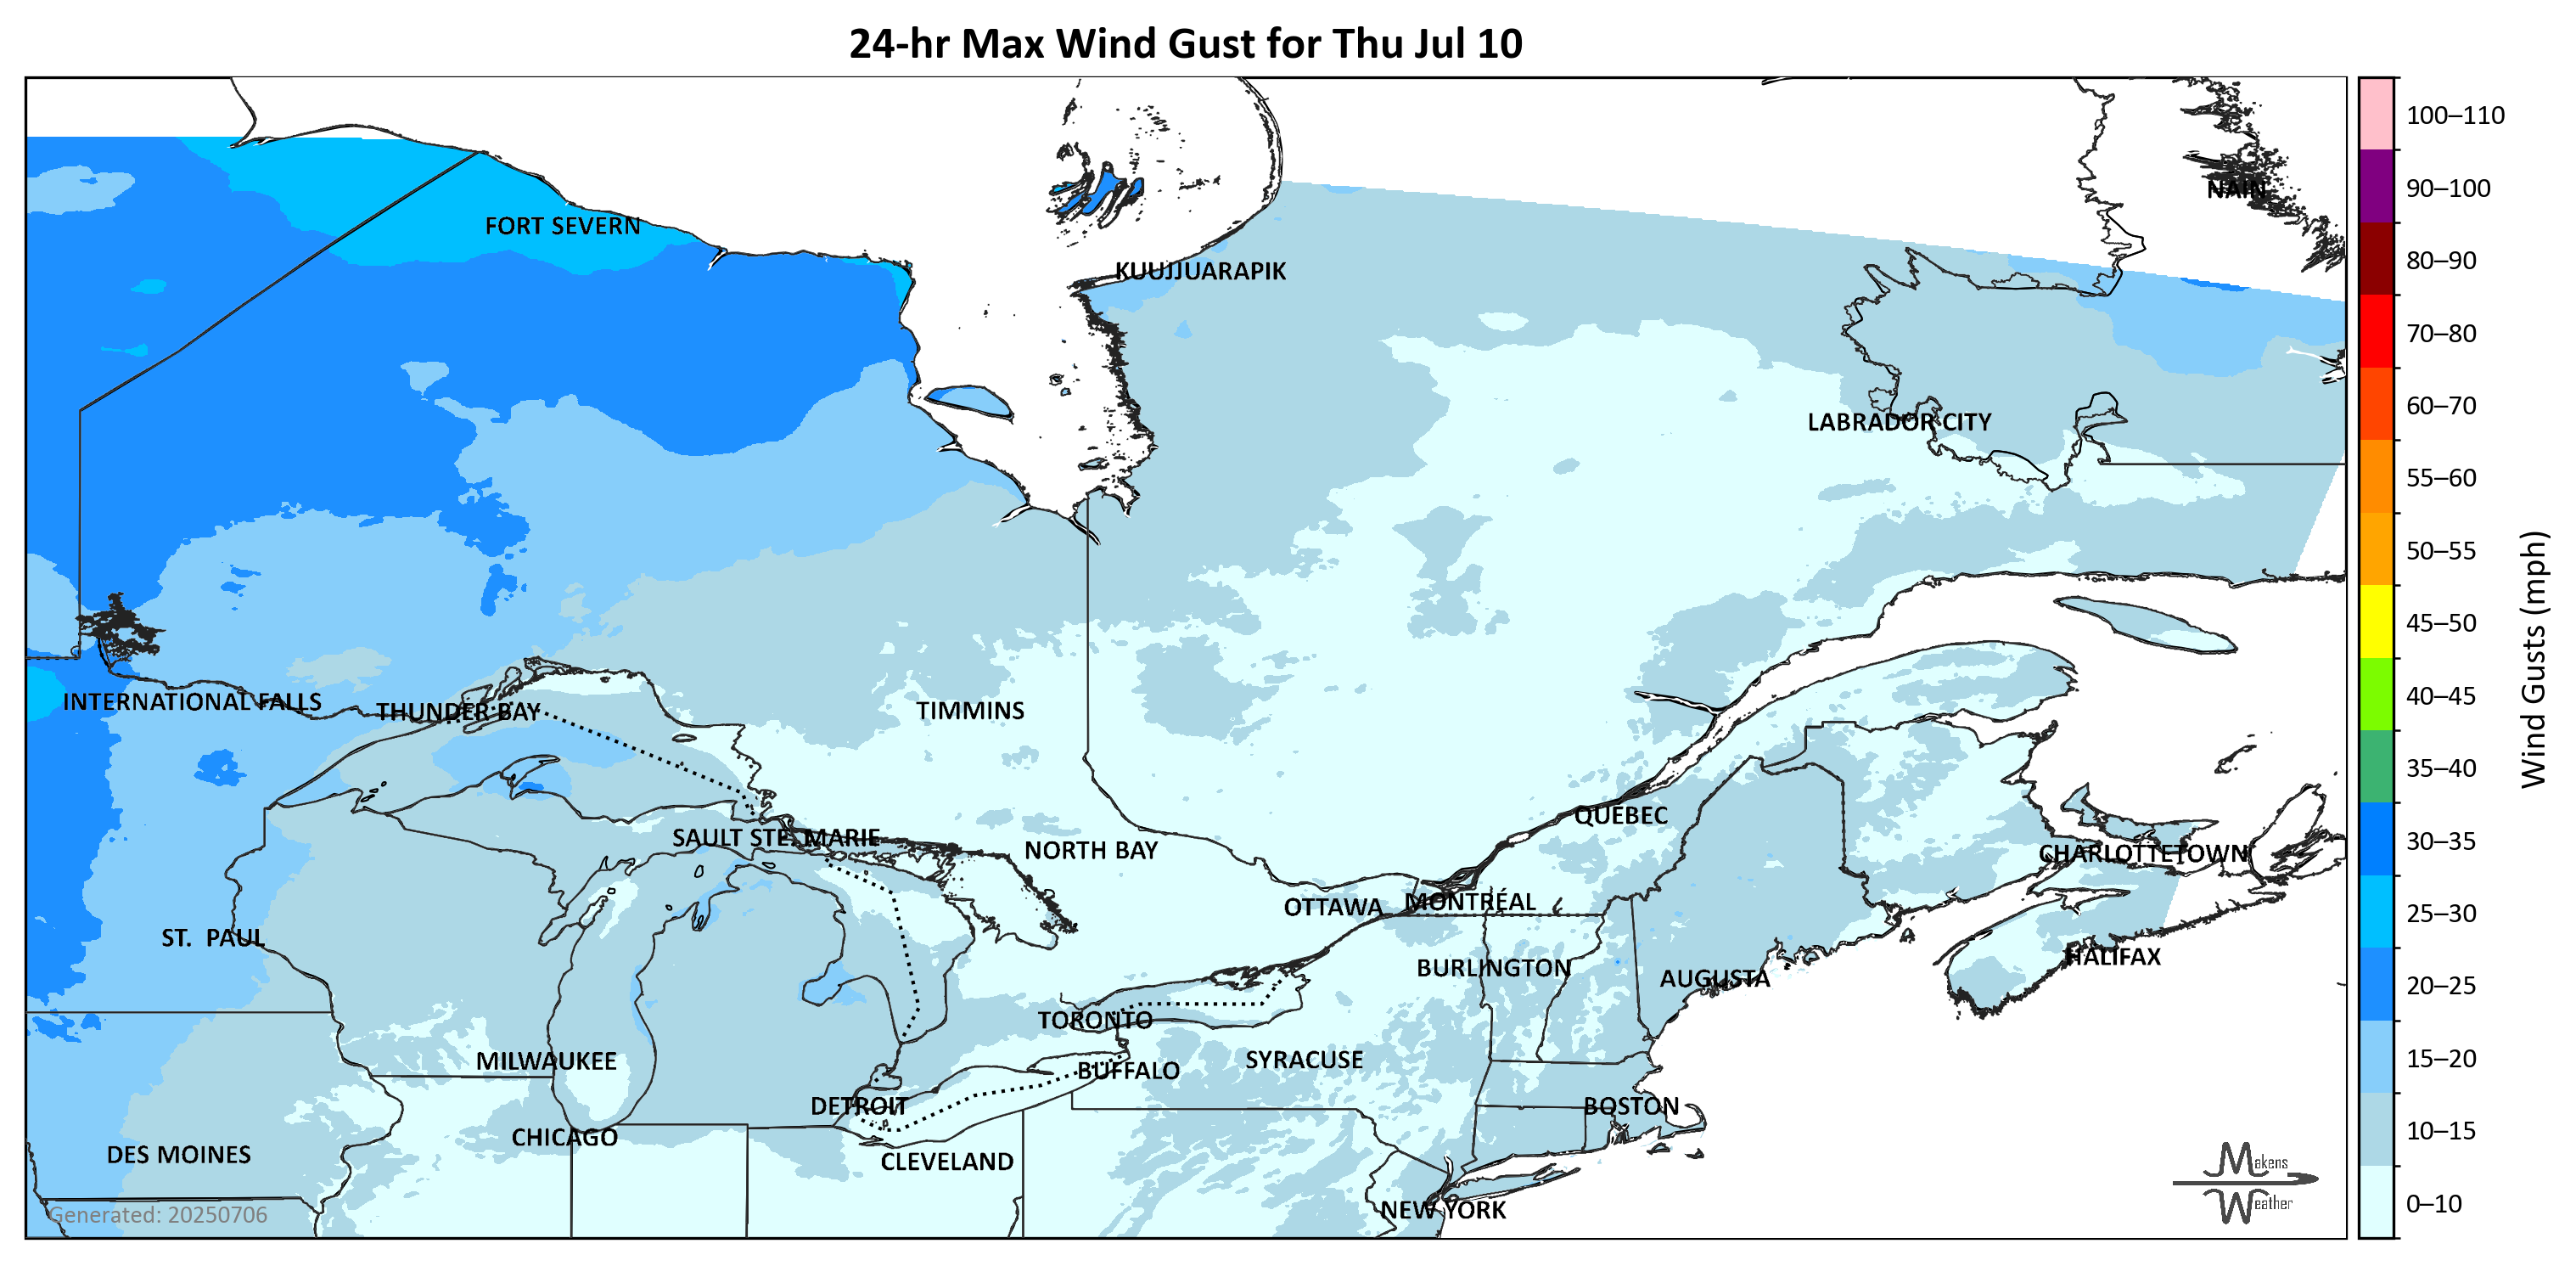 24-hr Max Wind Gust for Thu Jul 10
100–110
90–100
NAIN
FORT SEVERN
80–90
KUUJJUARAPIK
70–80
60–70
LABRADOR CITY
55–60
50–55
45–50
Wind Gusts (mph)
INTERNATIONAL FALLS
THUNDER BAY
TIMMINS
40–45
35–40
QUÉBEC
SAULT STE. MARIE
30–35
NORTH BAY
CHARLOTTETOWN
OTTAWA
MONTRÉAL
25–30
ST. PAUL
HALIFAX
BURLINGTON
AUGUSTA
20–25
TORONTO
MILWAUKEE
SYRACUSE
15–20
BUFFALO
DETROIT
BOSTON
CHICAGO
10–15
DES MOINES
CLEVELAND
Makens
Weather
NEW YORK
0–10
Generated: 20250706